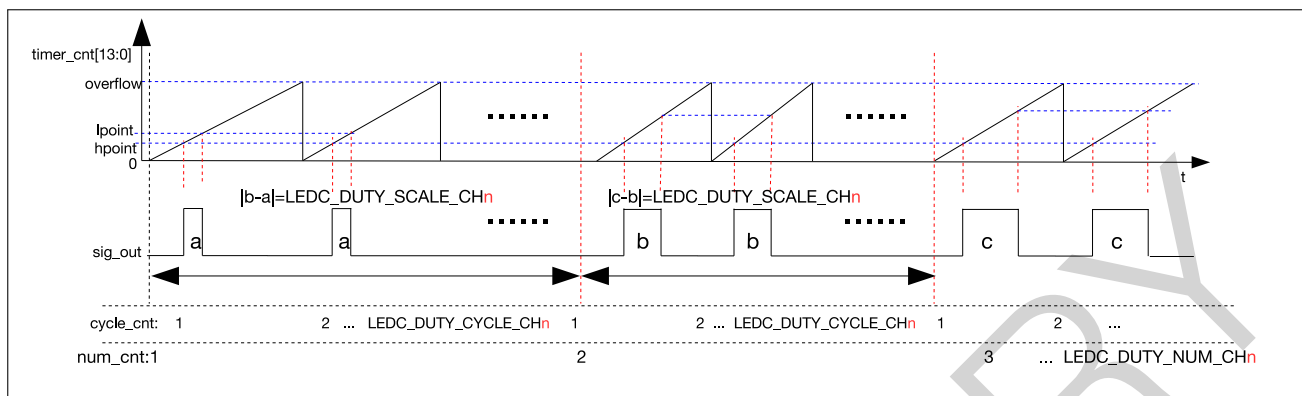 timer_cnt[13:0]
overflow
lpoint
hpoint
0
t
|b-a|=LEDC_DUTY_SCALE_CHn |c-b|=LEDC_DUTY_SCALE_CHn
sig_out a a b b c c
cycle_cnt: 1 2 ... LEDC_DUTY_CYCLE_CHn 1 2 ... LEDC_DUTY_CYCLE_CHn 1 2 ...
num_cnt:1 2 3 ... LEDC_DUTY_NUM_CHn
RY